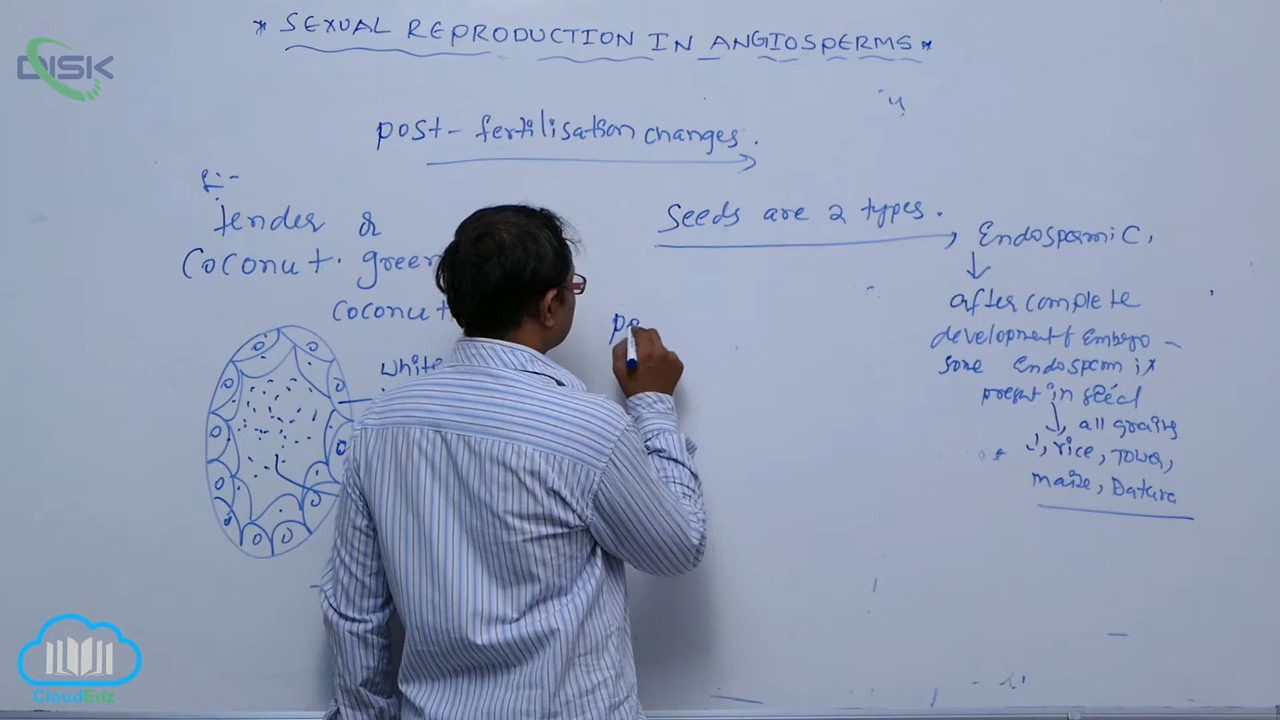 DISK
* SEXUAL REPRODUCTION IN ANGIOSPERMS *
post - fertilisation changes.
Tender &
Coconut. green
Coconut
white
Seeds are 2 types.
Endospermic.
after complete
development of Embryo -
some Endosperm is
present in seed
all grains
rice,
maize, Datura
pe
CloudEdz